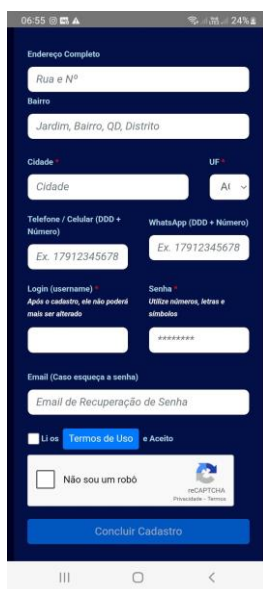 06:55 24%
Endereço Completo
Rua e Nº
Bairro
Jardim, Bairro, QD, Distrito
Cidade * UF *
Cidade
Telefone / Celular (DDD + Número) WhatsApp (DDD + Número)
Ex. 17912345678 Ex. 17912345678
Login (username) * Senha *
Após o cadastro, ele não poderá mais ser alterado Utilize números, letras e símbolos
********
Email (Caso esqueça a senha)
Email de Recuperação de Senha
Li os Termos de Uso e Aceito
Não sou um robô
reCAPTCHA
Privacidade - Termos
Concluir Cadastro